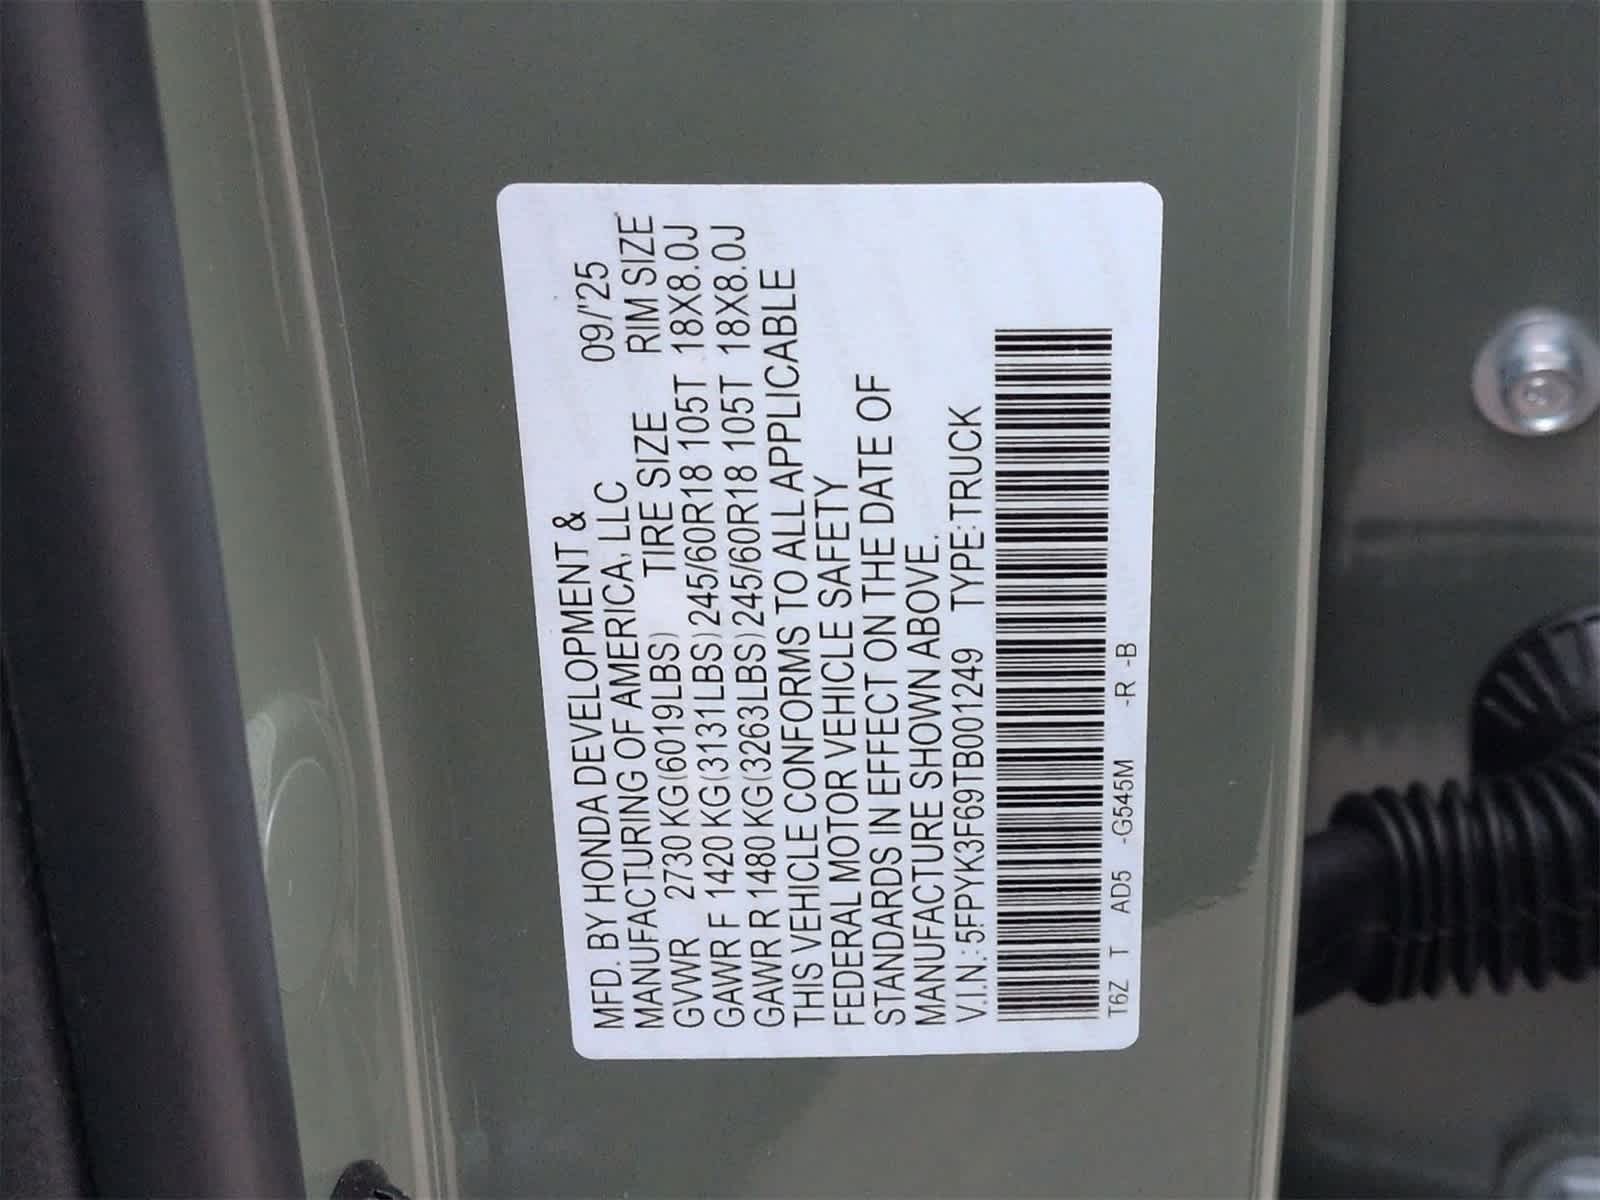 MFD. BY HONDA DEVELOPMENT &
MANUFACTURING OF AMERICA, LLC 09/'25
TIRE SIZE RIM SIZE
GVWR 2730 KG(6019LBS)
GAWR F 1420 KG(3131LBS) 245/60R18 105T 18X8.0J
GAWR R 1480 KG(3263LBS) 245/60R18 105T 18X8.0J
THIS VEHICLE CONFORMS TO ALL APPLICABLE
FEDERAL MOTOR VEHICLE SAFETY
STANDARDS IN EFFECT ON THE DATE OF
MANUFACTURE SHOWN ABOVE.
V.I.N.: 5FPYK3F69TB001249 TYPE: TRUCK
T6Z T AD5 -G545M -R -B